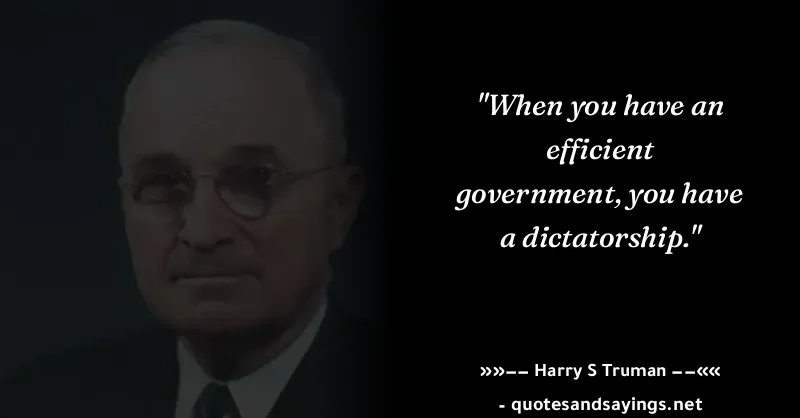 "When you have an
efficient
government, you have
a dictatorship."
»»–– Harry S Truman ––««
- quotesandsayings.net